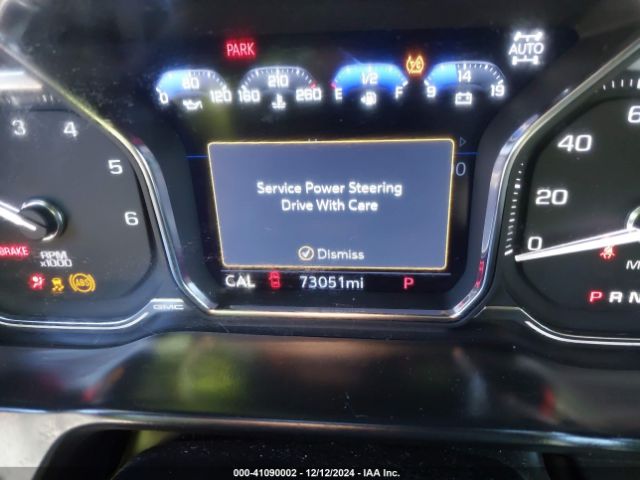 PARK
AUTO
0 80 120
160 210 260
E 1/2 F
9 14 19
3 4 5 6
Service Power Steering
Drive With Care
Dismiss
0 20 40
BRAKE
RPM
x1000
ABS
GMC
CAL 73051mi P
P R N
000-41090002 - 12/12/2024 - IAA Inc.